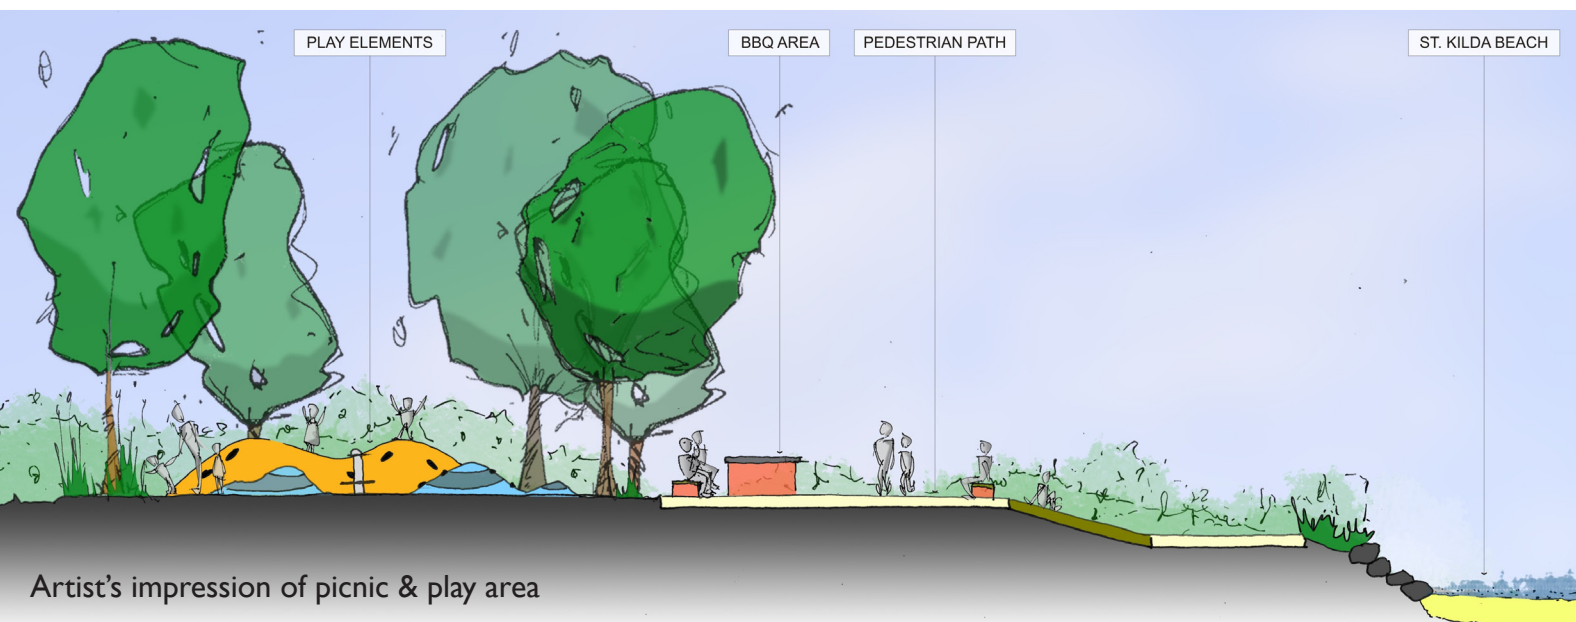 PLAY ELEMENTS
BBQ AREA
PEDESTRIAN PATH
ST. KILDA BEACH
Artist's impression of picnic & play area